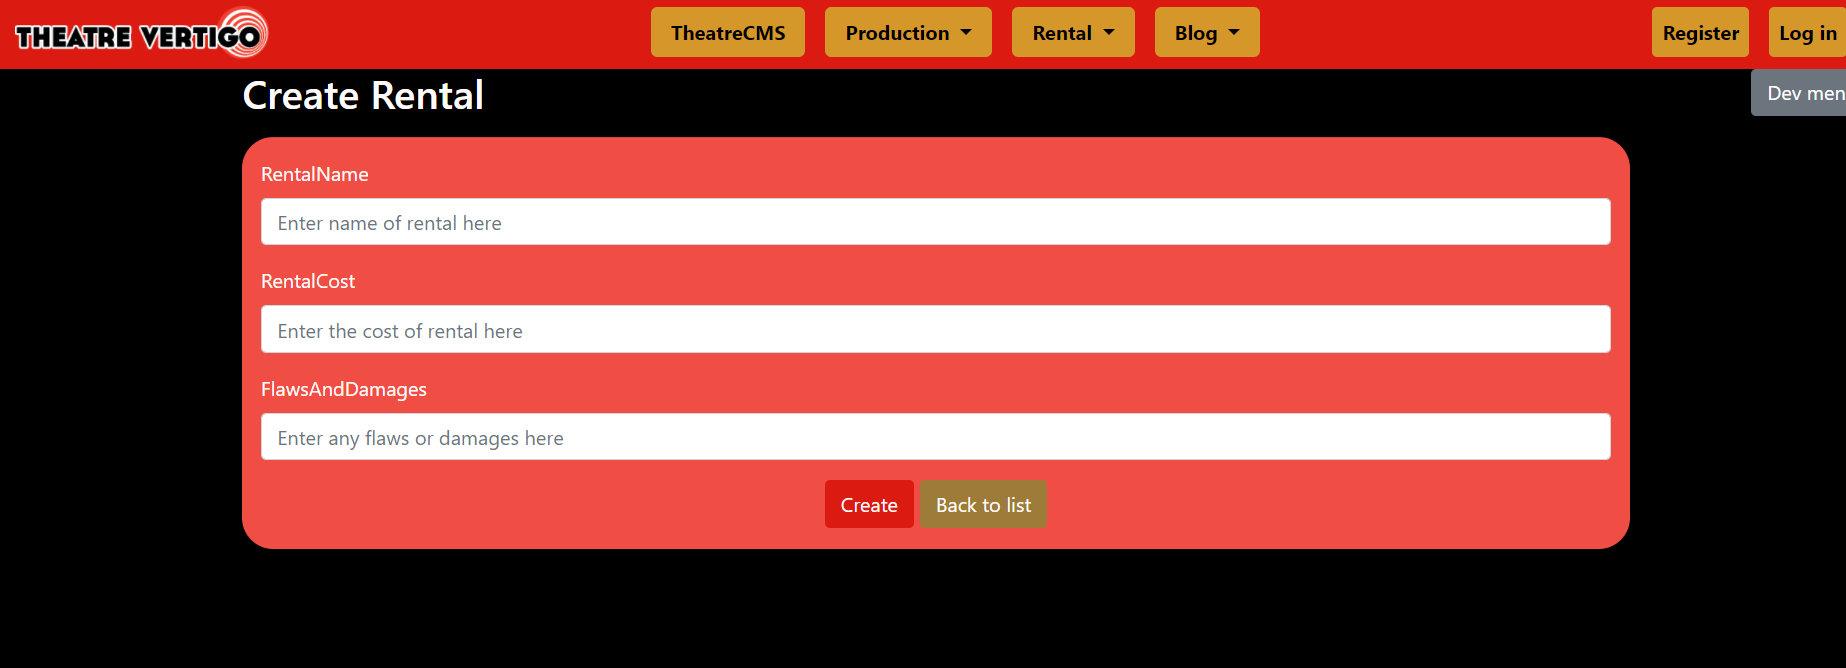 THEATRE VERTIGO TheatreCMS Production Rental Blog Register Log in
Create Rental
Dev men
RentalName
Enter name of rental here
RentalCost
Enter the cost of rental here
FlawsAndDamages
Enter any flaws or damages here
Create Back to list